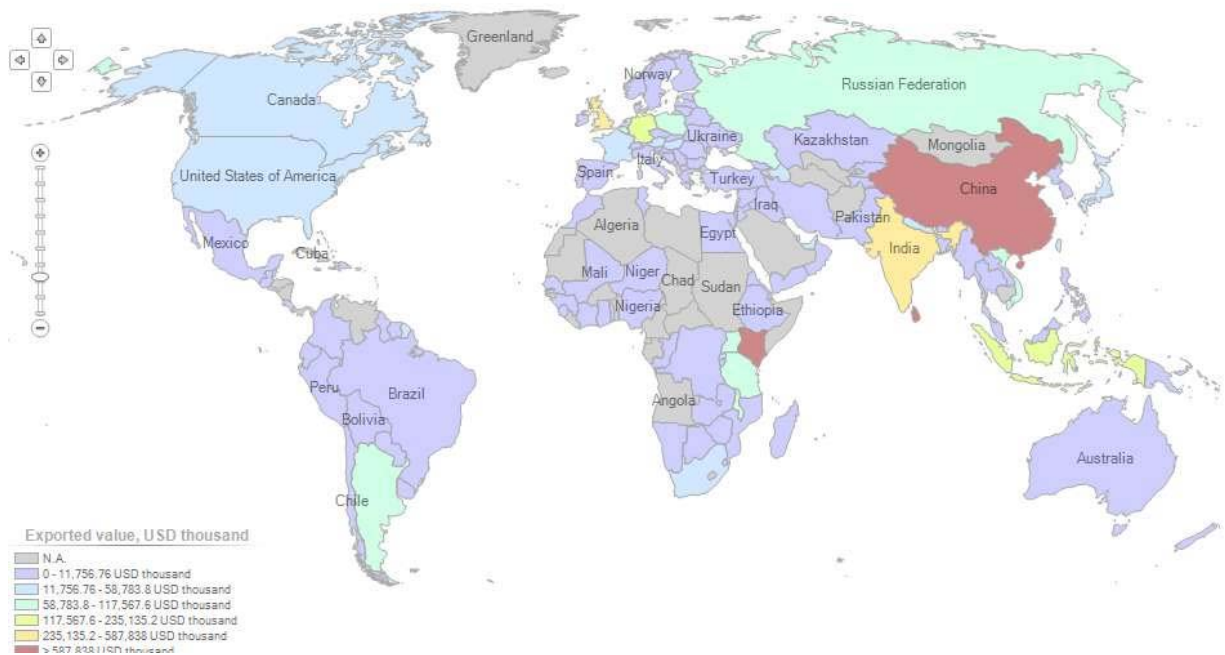 Greenland
Norway
Russian Federation
Canada
Ukraine
Kazakhstan
Mongolia
Italy
Spain
United States of America
Turkey
China
Iraq
Pakistan
Algeria
Egypt
Mexico
Cuba
India
Mali
Niger
Chad
Sudan
Nigeria
Ethiopia
Peru
Brazil
Angola
Bolivia
Australia
Chile
Exported value, USD thousand
N.A.
0 - 11,756.76 USD thousand
11,756.76 - 58,783.8 USD thousand
58,783.8 - 117,567.6 USD thousand
117,567.6 - 235,135.2 USD thousand
235,135.2 - 587,838 USD thousand
> 587,838 USD thousand